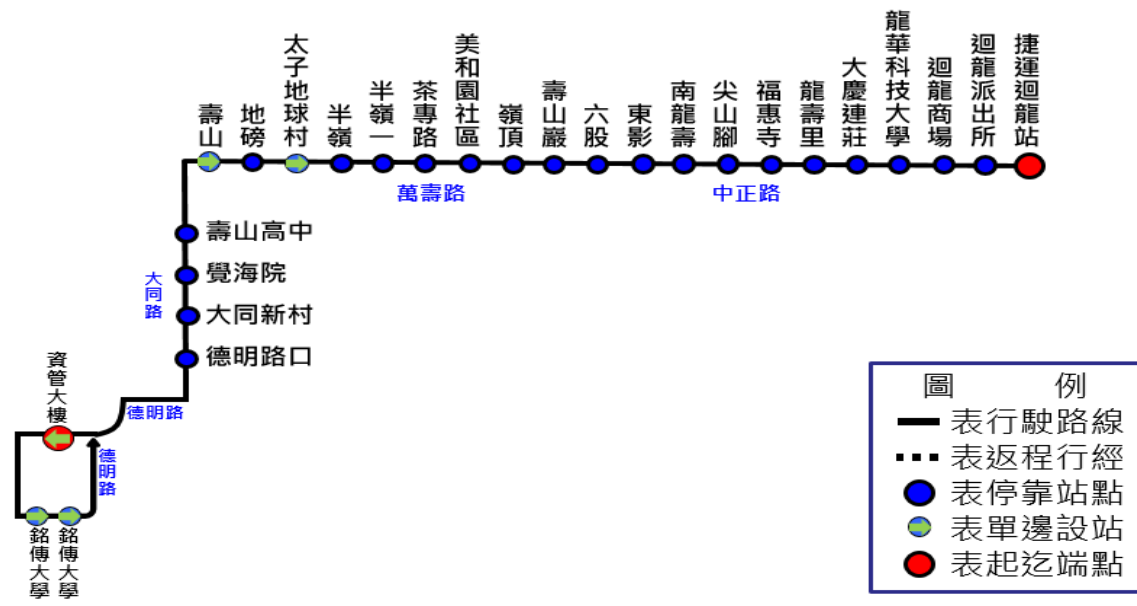 壽山
地磅
太子地球村
半嶺
半嶺一
茶專路
美和園社區
嶺頂
壽山巖
六股
東影
南龍壽
尖山腳
福惠寺
龍壽里
大慶連莊
龍華科技大學
迴龍商場
迴龍派出所
捷運迴龍站
萬壽路
中正路
壽山高中
覺海院
大同新村
德明路口
大同路
資管大樓
德明路
德明路
銘傳大學
銘傳大學
圖 例
表行駛路線
表返程行經
表停靠站點
表單邊設站
表起迄端點